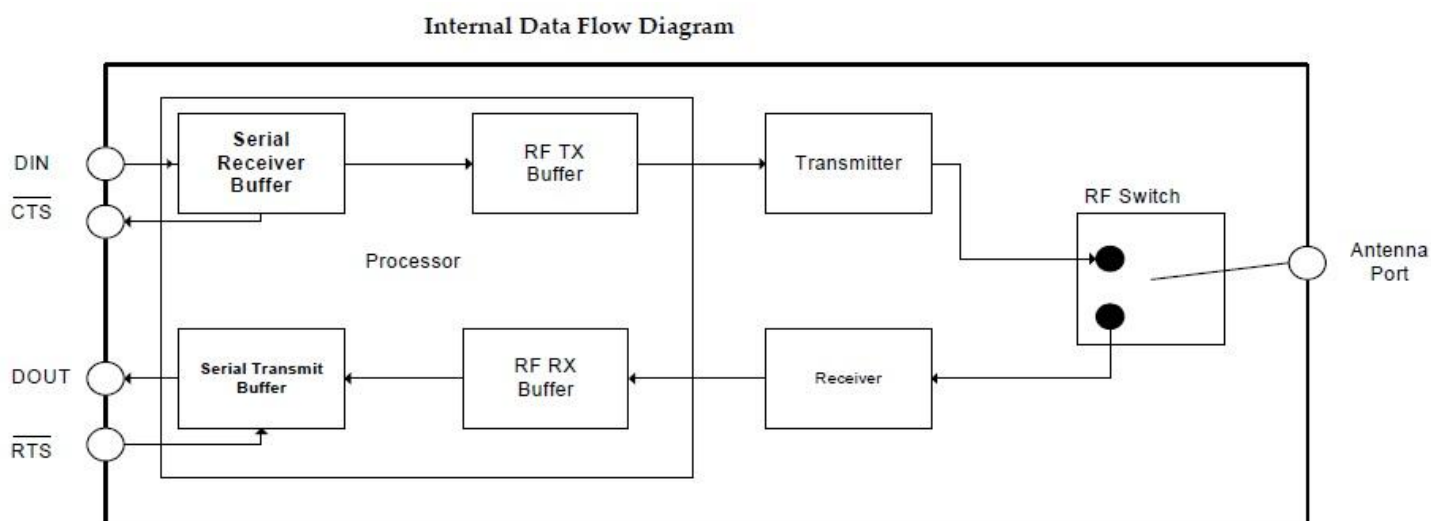 Internal Data Flow Diagram
DIN
CTS
Serial
Receiver
Buffer
RF TX
Buffer
Transmitter
RF Switch
Processor
Antenna
Port
DOUT
RTS
Serial Transmit
Buffer
RF RX
Buffer
Receiver